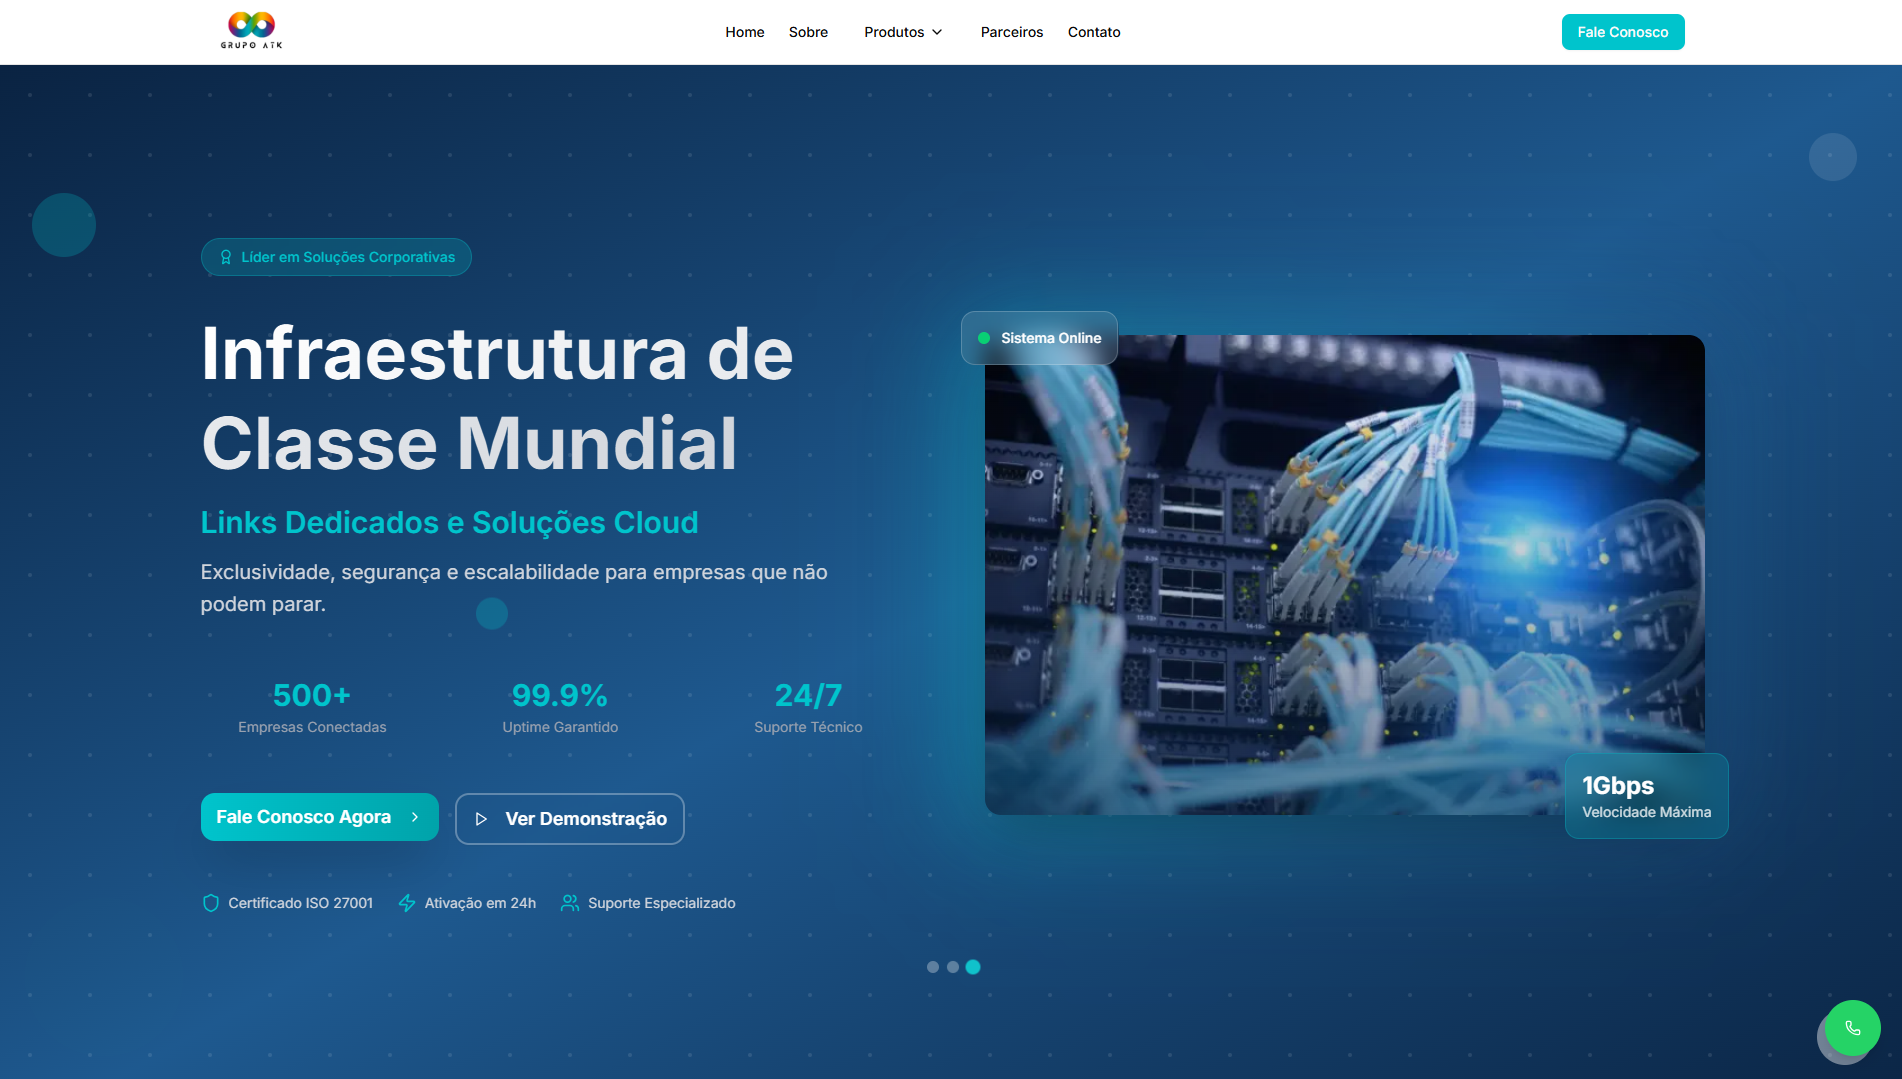 GRUPO ATK
Home
Sobre
Produtos
Parceiros
Contato
Fale Conosco
Líder em Soluções Corporativas
Infraestrutura de
Classe Mundial
Links Dedicados e Soluções Cloud
Exclusividade, segurança e escalabilidade para empresas que não
podem parar.
500+
Empresas Conectadas
99.9%
Uptime Garantido
24/7
Suporte Técnico
Fale Conosco Agora
Ver Demonstração
Certificado ISO 27001
Ativação em 24h
Suporte Especializado
Sistema Online
1Gbps
Velocidade Máxima